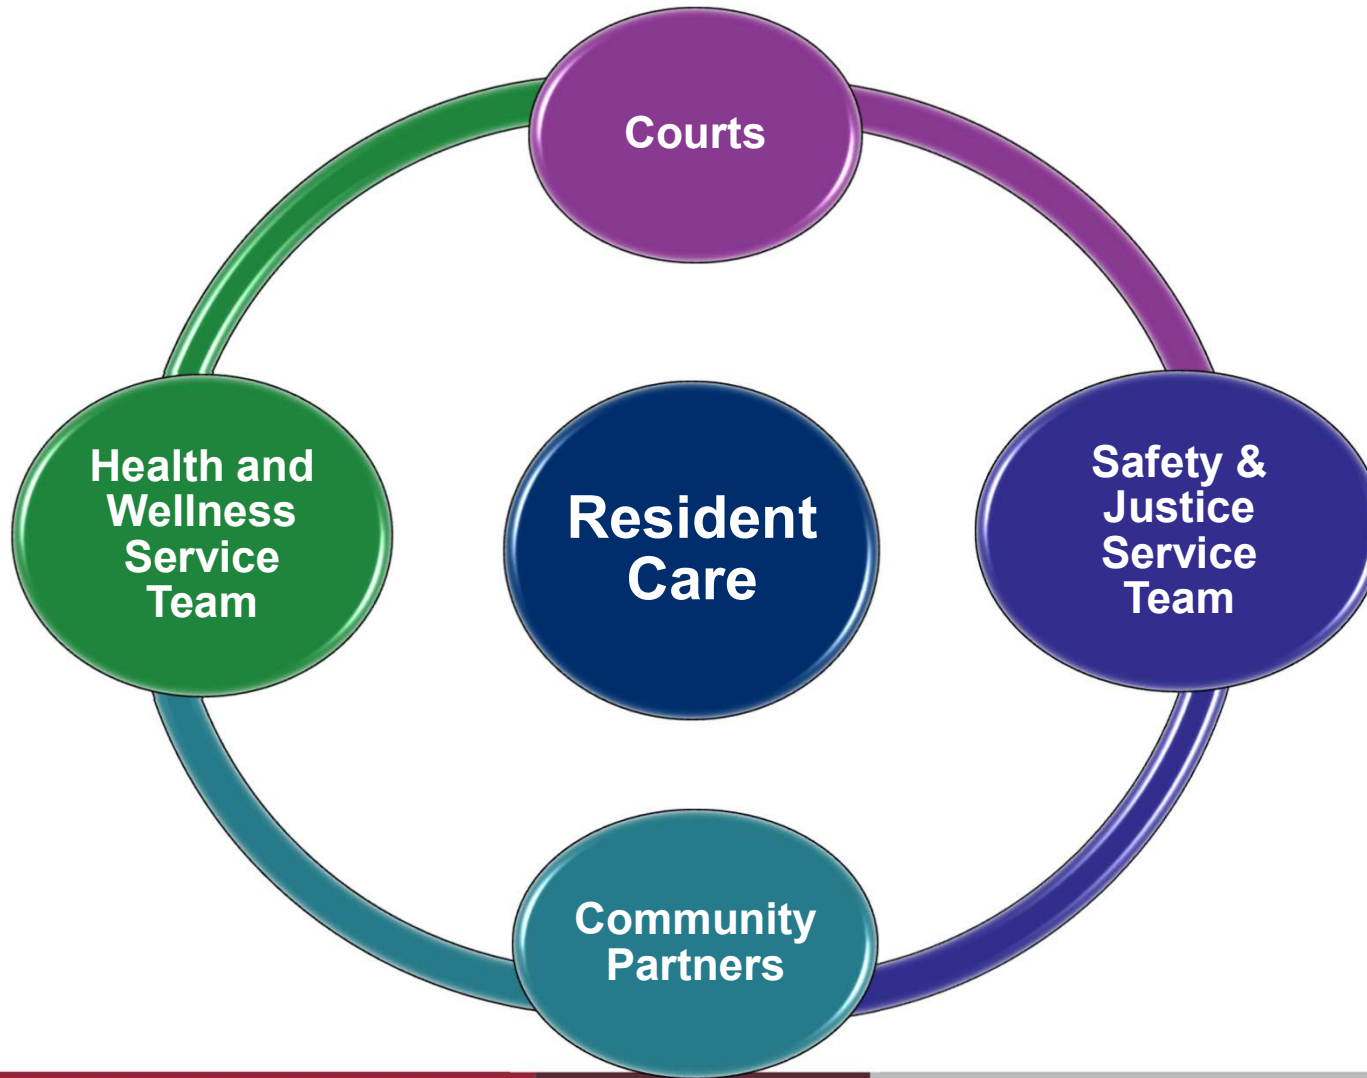 Courts
Health and
Wellness
Service
Team
Resident
Care
Safety &
Justice
Service
Team
Community
Partners